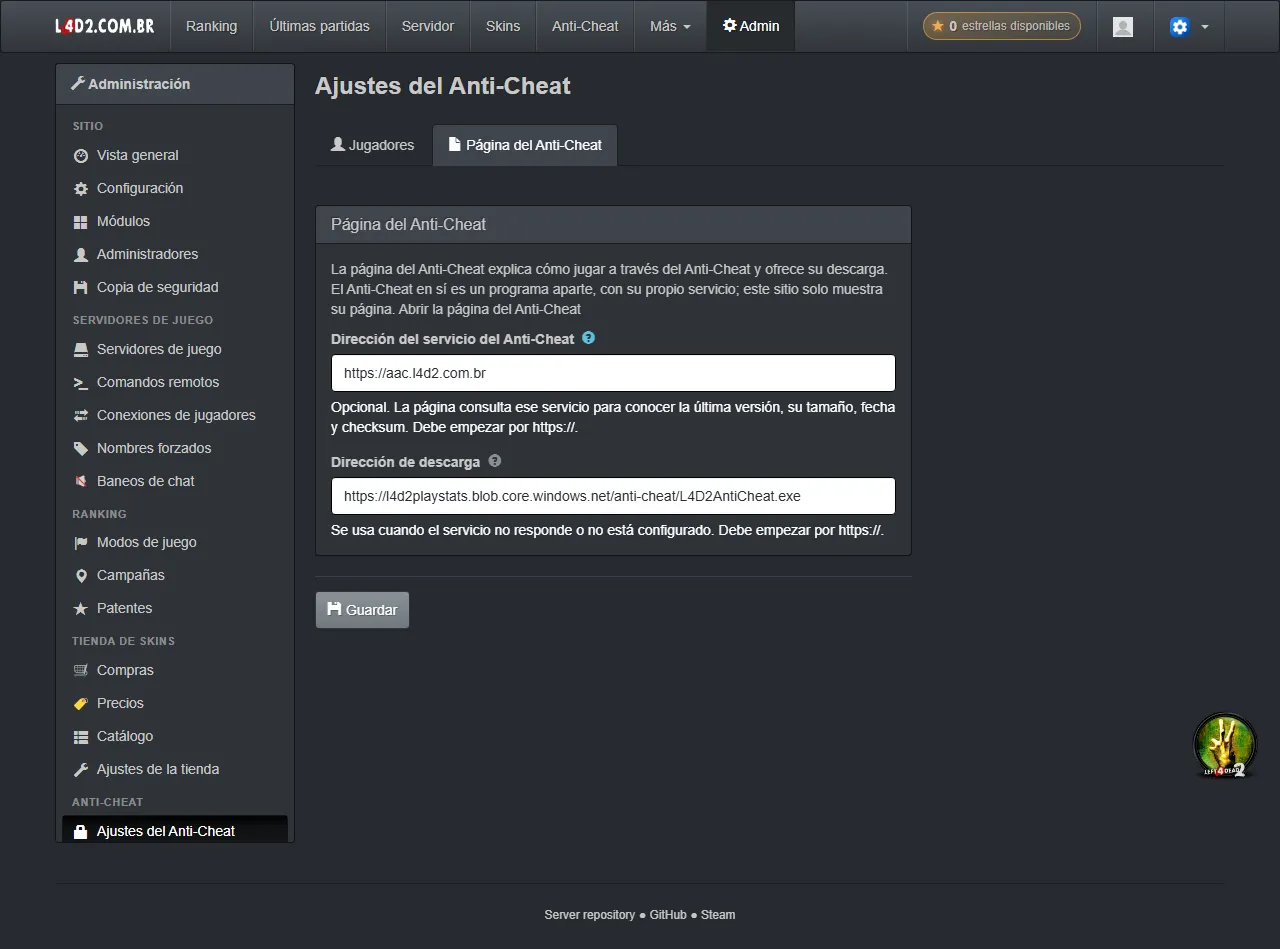 L4D2.COM.BR
Ranking
Últimas partidas
Servidor
Skins
Anti-Cheat
Más
Admin
0 estrellas disponibles
Administración
SITIO
Vista general
Configuración
Módulos
Administradores
Copia de seguridad
SERVIDORES DE JUEGO
Servidores de juego
Comandos remotos
Conexiones de jugadores
Nombres forzados
Baneos de chat
RANKING
Modos de juego
Campañas
Patentes
TIENDA DE SKINS
Compras
Precios
Catálogo
Ajustes de la tienda
ANTI-CHEAT
Ajustes del Anti-Cheat
Ajustes del Anti-Cheat
Jugadores
Página del Anti-Cheat
Página del Anti-Cheat
La página del Anti-Cheat explica cómo jugar a través del Anti-Cheat y ofrece su descarga.
El Anti-Cheat en sí es un programa aparte, con su propio servicio; este sitio solo muestra
su página. Abrir la página del Anti-Cheat
Dirección del servicio del Anti-Cheat
https://aac.l4d2.com.br
Opcional. La página consulta ese servicio para conocer la última versión, su tamaño, fecha
y checksum. Debe empezar por https://.
Dirección de descarga
https://l4d2playstats.blob.core.windows.net/anti-cheat/L4D2AntiCheat.exe
Se usa cuando el servicio no responde o no está configurado. Debe empezar por https://.
Guardar
LEFT 4 DEAD 2
Server repository ● GitHub ● Steam